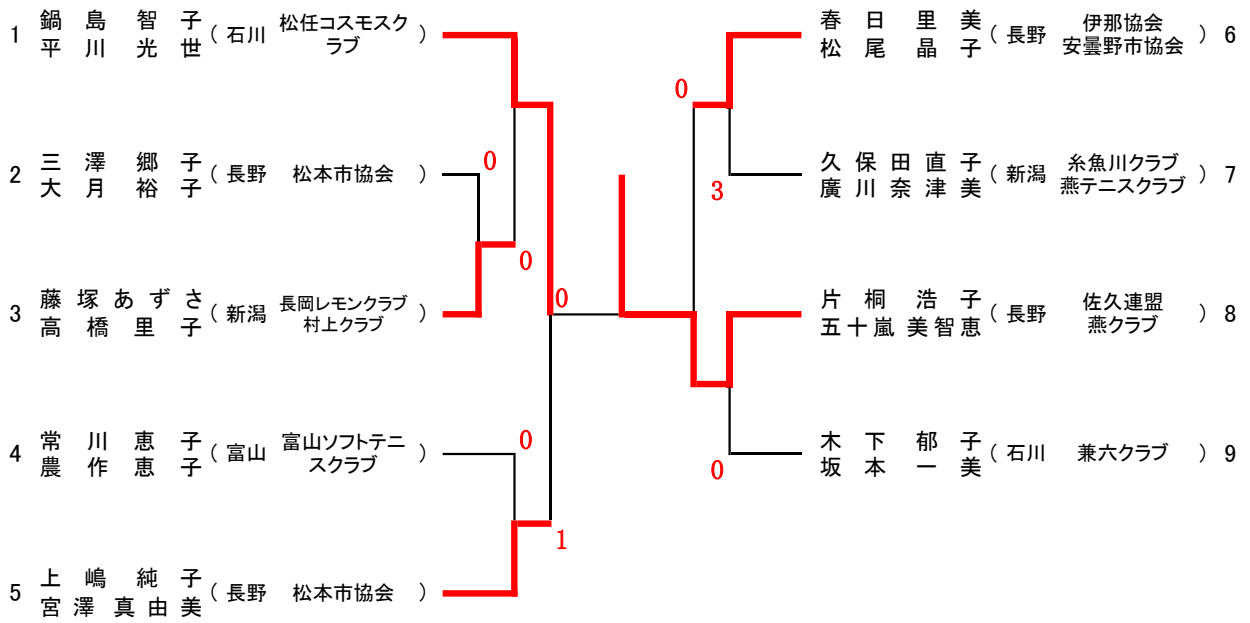 1 鍋島智子 平川光世 ( 石川 松任コスモスク ラブ )
2 三澤郷子 大月裕子 ( 長野 松本市協会 )
3 藤塚あずさ 高橋里子 ( 新潟 長岡レモンクラブ 村上クラブ )
4 常川恵子 農作恵子 ( 富山 富山ソフトテニ スクラブ )
5 上嶋純子 宮澤真由美 ( 長野 松本市協会 )
0
0
0
0
1
春日里美 松尾晶子 ( 長野 伊那協会 安曇野市協会 ) 6
久保田直子 廣川奈津美 ( 新潟 糸魚川クラブ 燕テニスクラブ ) 7
片桐浩子 五十嵐美智恵 ( 長野 佐久連盟 燕クラブ ) 8
木下郁子 坂本一美 ( 石川 兼六クラブ ) 9
0
3
0